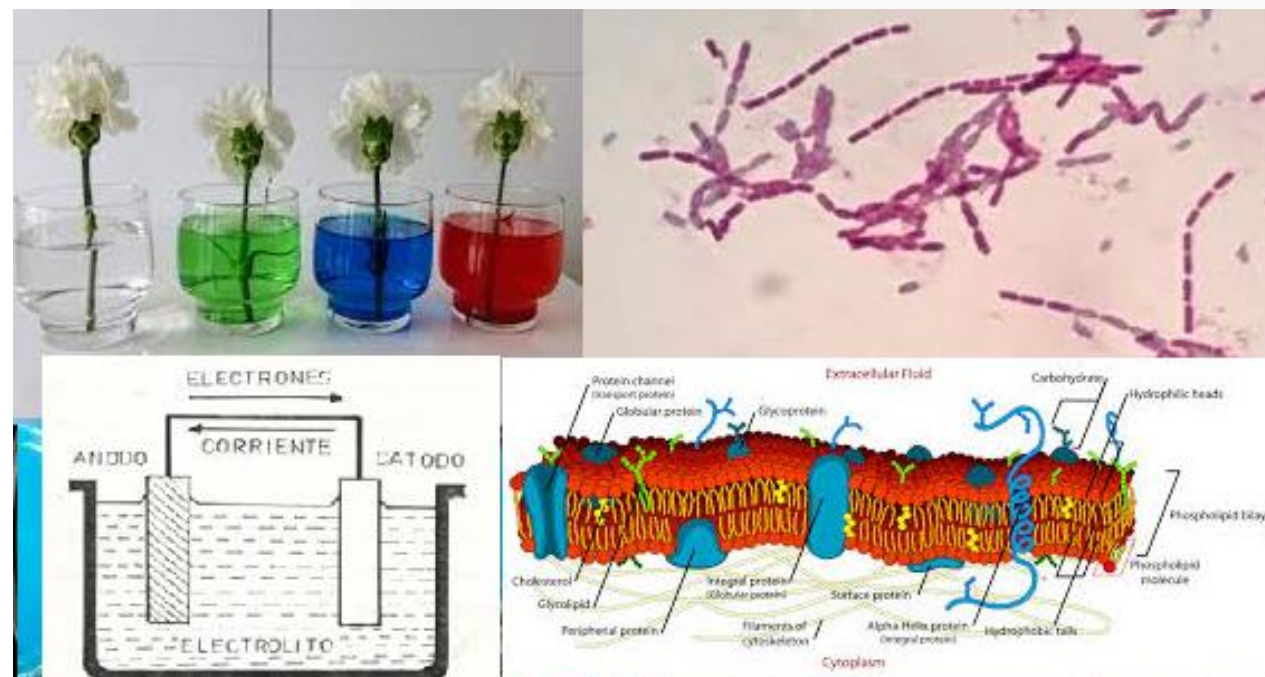 ELECTRONES
CORRIENTE
ANODO
CATODO
ELECTROLITO
Extracellular Fluid
Protein channel
(transport protein)
Globular protein
Glycoprotein
Carbohydrate
Hydrophilic heads
Phospholipid bilay
Phospholipid
molecule
Cholesterol
Glycolipid
Peripherial protein
Integral protein
(Globular protein)
Filaments of
cytoskeleton
Surface protein
Alpha Helix protein
(Integral protein)
Hydrophobic tails
Cytoplasm